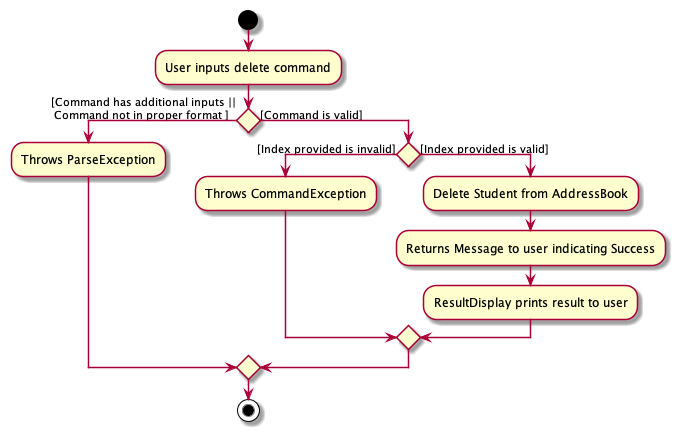 User inputs delete command
[Command has additional inputs ||
Command not in proper format ]
[Command is valid]
[Index provided is invalid]
[Index provided is valid]
Throws ParseException
Throws CommandException
Delete Student from AddressBook
Returns Message to user indicating Success
ResultDisplay prints result to user